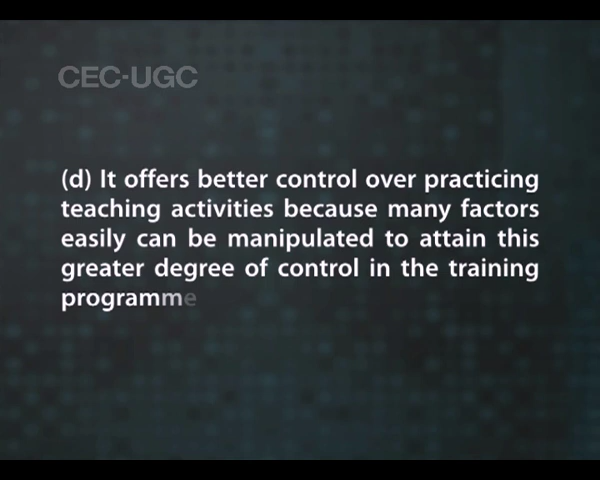 CEC-UGC
(d) It offers better control over practicing
teaching activities because many factors
easily can be manipulated to attain this
greater degree of control in the training
programme